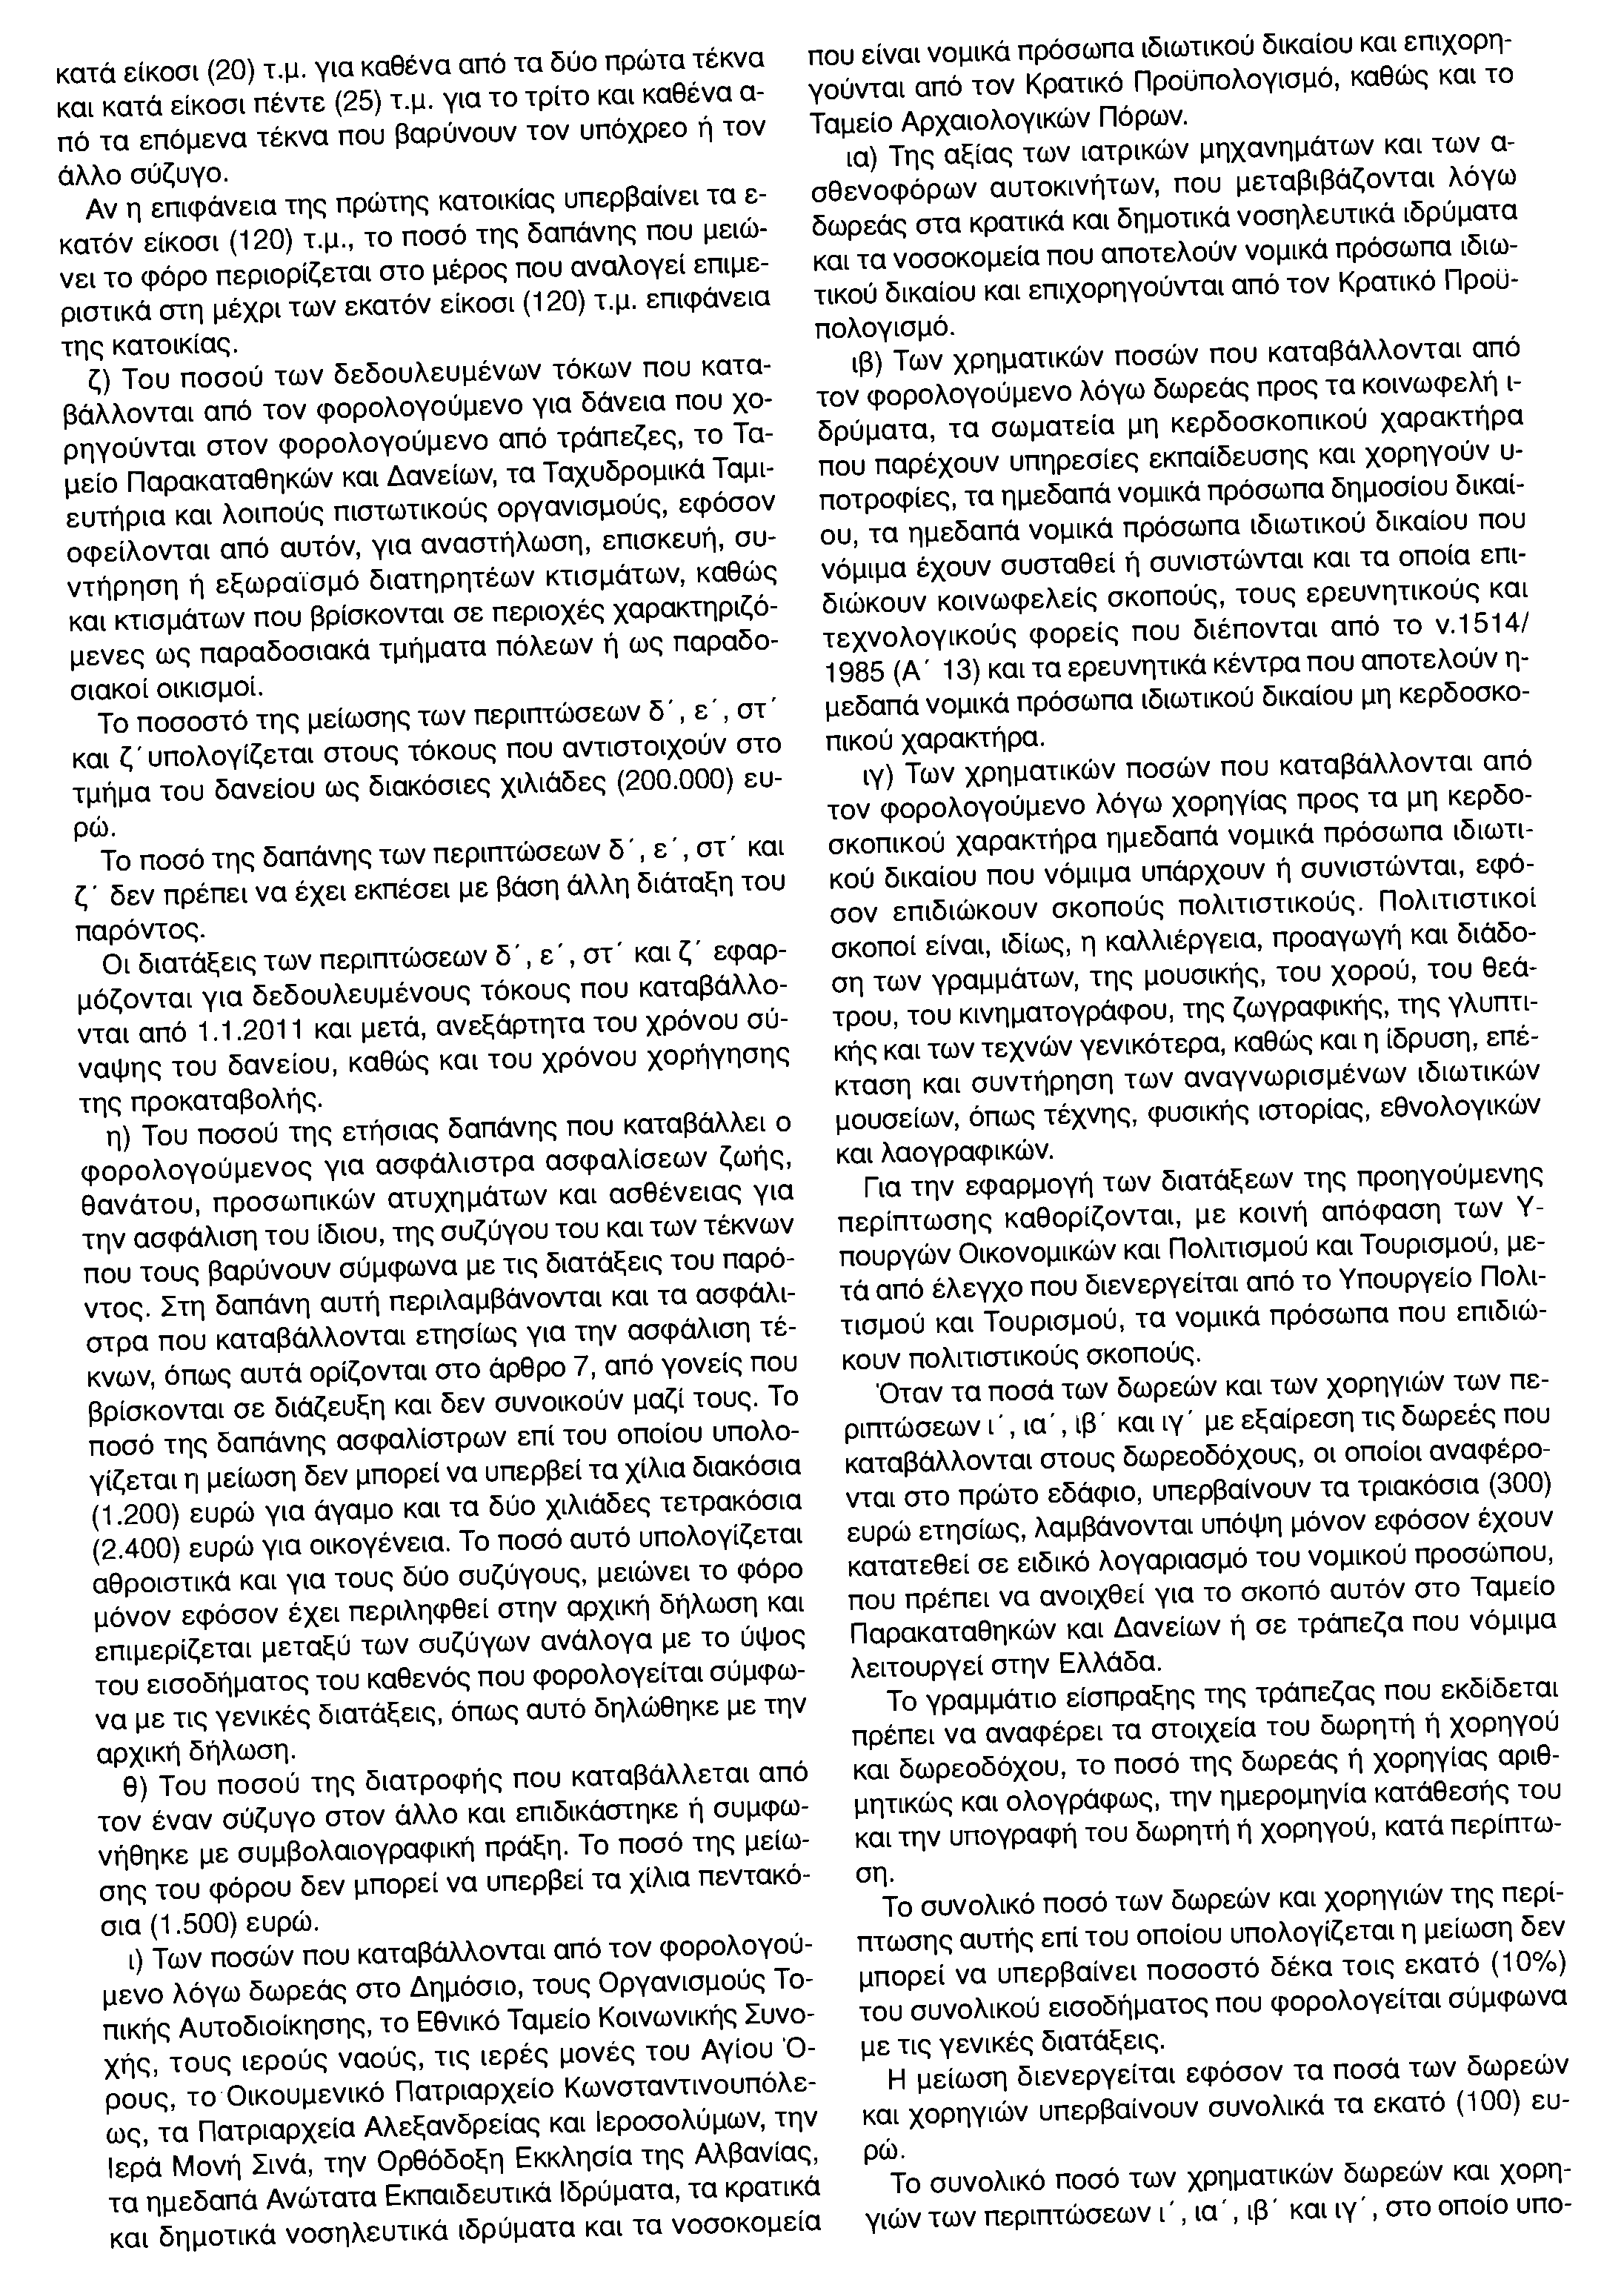 κατά είκοσι (20) τ.μ. για καθένα από τα δύο πρώτα τέκνα
και κατά είκοσι πέντε (25) τ.μ. για το τρίτο και καθένα α-
πό τα επόμενα τέκνα που βαρύνουν τον υπόχρεο ή τον
άλλο σύζυγο.
Αν η επιφάνεια της πρώτης κατοικίας υπερβαίνει τα ε-
κατόν είκοσι (120) τ.μ., το ποσό της δαπάνης που μειώ-
νει το φόρο περιορίζεται στο μέρος που αναλογεί επιμε-
ριστικά στη μέχρι των εκατόν είκοσι (120) τ.μ. επιφάνεια
της κατοικίας.
ζ) Του ποσού των δεδουλευμένων τόκων που κατα-
βάλλονται από τον φορολογούμενο για δάνεια που χο-
ρηγούνται στον φορολογούμενο από τράπεζες, το Τα-
μείο Παρακαταθηκών και Δανείων, τα Ταχυδρομικά Ταμι-
ευτήρια και λοιπούς πιστωτικούς οργανισμούς, εφόσον
οφείλονται από αυτόν, για αναστήλωση, επισκευή, συ-
ντήρηση ή εξωραϊσμό διατηρητέων κτισμάτων, καθώς
και κτισμάτων που βρίσκονται σε περιοχές χαρακτηριζό-
μενες ως παραδοσιακά τμήματα πόλεων ή ως παραδο-
σιακοί οικισμοί.
Το ποσοστό της μείωσης των περιπτώσεων δ΄, ε΄, στ΄
και ζ΄ υπολογίζεται στους τόκους που αντιστοιχούν στο
τμήμα του δανείου ως διακόσιες χιλιάδες (200.000) ευ-
ρώ.
Το ποσό της δαπάνης των περιπτώσεων δ΄, ε΄, στ΄ και
ζ΄ δεν πρέπει να έχει εκπέσει με βάση άλλη διάταξη του
παρόντος.
Οι διατάξεις των περιπτώσεων δ΄, ε΄, στ΄ και ζ΄ εφαρ-
μόζονται για δεδουλευμένους τόκους που καταβάλλο-
νται από 1.1.2011 και μετά, ανεξάρτητα του χρόνου σύ-
ναψης του δανείου, καθώς και του χρόνου χορήγησης
της προκαταβολής.
η) Του ποσού της ετήσιας δαπάνης που καταβάλλει ο
φορολογούμενος για ασφάλιστρα ασφαλίσεων ζωής,
θανάτου, προσωπικών ατυχημάτων και ασθένειας για
την ασφάλιση του ίδιου, της συζύγου του και των τέκνων
που τους βαρύνουν σύμφωνα με τις διατάξεις του παρό-
ντος. Στη δαπάνη αυτή περιλαμβάνονται και τα ασφάλι-
στρα που καταβάλλονται ετησίως για την ασφάλιση τέ-
κνων, όπως αυτά ορίζονται στο άρθρο 7, από γονείς που
βρίσκονται σε διάζευξη και δεν συνοικούν μαζί τους. Το
ποσό της δαπάνης ασφαλίστρων επί του οποίου υπολο-
γίζεται η μείωση δεν μπορεί να υπερβεί τα χίλια διακόσια
(1.200) ευρώ για άγαμο και τα δύο χιλιάδες τετρακόσια
(2.400) ευρώ για οικογένεια. Το ποσό αυτό υπολογίζεται
αθροιστικά και για τους δύο συζύγους, μειώνει το φόρο
μόνον εφόσον έχει περιληφθεί στην αρχική δήλωση και
επιμερίζεται μεταξύ των συζύγων ανάλογα με το ύψος
του εισοδήματος του καθενός που φορολογείται σύμφω-
να με τις γενικές διατάξεις, όπως αυτό δηλώθηκε με την
αρχική δήλωση.
θ) Του ποσού της διατροφής που καταβάλλεται από
τον έναν σύζυγο στον άλλο και επιδικάστηκε ή συμφω-
νήθηκε με συμβολαιογραφική πράξη. Το ποσό της μείω-
σης του φόρου δεν μπορεί να υπερβεί τα χίλια πεντακό-
σια (1.500) ευρώ.
ι) Των ποσών που καταβάλλονται από τον φορολογού-
μενο λόγω δωρεάς στο Δημόσιο, τους Οργανισμούς Το-
πικής Αυτοδιοίκησης, το Εθνικό Ταμείο Κοινωνικής Συνο-
χής, τους ιερούς ναούς, τις ιερές μονές του Αγίου Ό-
ρους, το Οικουμενικό Πατριαρχείο Κωνσταντινουπόλε-
ως, τα Πατριαρχεία Αλεξανδρείας και Ιεροσολύμων, την
Ιερά Μονή Σινά, την Ορθόδοξη Εκκλησία της Αλβανίας,
τα ημεδαπά Ανώτατα Εκπαιδευτικά Ιδρύματα, τα κρατικά
και δημοτικά νοσηλευτικά ιδρύματα και τα νοσοκομεία
που είναι νομικά πρόσωπα ιδιωτικού δικαίου και επιχορη-
γούνται από τον Κρατικό Προϋπολογισμό, καθώς και το
Ταμείο Αρχαιολογικών Πόρων.
ια) Της αξίας των ιατρικών μηχανημάτων και των α-
σθενοφόρων αυτοκινήτων, που μεταβιβάζονται λόγω
δωρεάς στα κρατικά και δημοτικά νοσηλευτικά ιδρύματα
και τα νοσοκομεία που αποτελούν νομικά πρόσωπα ιδιω-
τικού δικαίου και επιχορηγούνται από τον Κρατικό Προϋ-
πολογισμό.
ιβ) Των χρηματικών ποσών που καταβάλλονται από
τον φορολογούμενο λόγω δωρεάς προς τα κοινωφελή ι-
δρύματα, τα σωματεία μη κερδοσκοπικού χαρακτήρα
που παρέχουν υπηρεσίες εκπαίδευσης και χορηγούν υ-
ποτροφίες, τα ημεδαπά νομικά πρόσωπα δημοσίου δικαί-
ου, τα ημεδαπά νομικά πρόσωπα ιδιωτικού δικαίου που
νόμιμα έχουν συσταθεί ή συνιστώνται και τα οποία επι-
διώκουν κοινωφελείς σκοπούς, τους ερευνητικούς και
τεχνολογικούς φορείς που διέπονται από το ν.1514/
1985 (Α΄ 13) και τα ερευνητικά κέντρα που αποτελούν η-
μεδαπά νομικά πρόσωπα ιδιωτικού δικαίου μη κερδοσκο-
πικού χαρακτήρα.
ιγ) Των χρηματικών ποσών που καταβάλλονται από
τον φορολογούμενο λόγω χορηγίας προς τα μη κερδο-
σκοπικού χαρακτήρα ημεδαπά νομικά πρόσωπα ιδιωτι-
κού δικαίου που νόμιμα υπάρχουν ή συνιστώνται, εφό-
σον επιδιώκουν σκοπούς πολιτιστικούς. Πολιτιστικοί
σκοποί είναι, ιδίως, η καλλιέργεια, προαγωγή και διάδο-
ση των γραμμάτων, της μουσικής, του χορού, του θεά-
τρου, του κινηματογράφου, της ζωγραφικής, της γλυπτι-
κής και των τεχνών γενικότερα, καθώς και η ίδρυση, επέ-
κταση και συντήρηση των αναγνωρισμένων ιδιωτικών
μουσείων, όπως τέχνης, φυσικής ιστορίας, εθνολογικών
και λαογραφικών.
Για την εφαρμογή των διατάξεων της προηγούμενης
περίπτωσης καθορίζονται, με κοινή απόφαση των Υ-
πουργών Οικονομικών και Πολιτισμού και Τουρισμού, με-
τά από έλεγχο που διενεργείται από το Υπουργείο Πολι-
τισμού και Τουρισμού, τα νομικά πρόσωπα που επιδιώ-
κουν πολιτιστικούς σκοπούς.
Όταν τα ποσά των δωρεών και των χορηγιών των πε-
ριπτώσεων ι΄, ια΄, ιβ΄ και ιγ΄ με εξαίρεση τις δωρεές που
καταβάλλονται στους δωρεοδόχους, οι οποίοι αναφέρο-
νται στο πρώτο εδάφιο, υπερβαίνουν τα τριακόσια (300)
ευρώ ετησίως, λαμβάνονται υπόψη μόνον εφόσον έχουν
κατατεθεί σε ειδικό λογαριασμό του νομικού προσώπου,
που πρέπει να ανοιχθεί για το σκοπό αυτόν στο Ταμείο
Παρακαταθηκών και Δανείων ή σε τράπεζα που νόμιμα
λειτουργεί στην Ελλάδα.
Το γραμμάτιο είσπραξης της τράπεζας που εκδίδεται
πρέπει να αναφέρει τα στοιχεία του δωρητή ή χορηγού
και δωρεοδόχου, το ποσό της δωρεάς ή χορηγίας αριθ-
μητικώς και ολογράφως, την ημερομηνία κατάθεσής του
και την υπογραφή του δωρητή ή χορηγού, κατά περίπτω-
ση.
Το συνολικό ποσό των δωρεών και χορηγιών της περί-
πτωσης αυτής επί του οποίου υπολογίζεται η μείωση δεν
μπορεί να υπερβαίνει ποσοστό δέκα τοις εκατό (10%)
του συνολικού εισοδήματος που φορολογείται σύμφωνα
με τις γενικές διατάξεις.
Η μείωση διενεργείται εφόσον τα ποσά των δωρεών
και χορηγιών υπερβαίνουν συνολικά τα εκατό (100) ευ-
ρώ.
Το συνολικό ποσό των χρηματικών δωρεών και χορη-
γιών των περιπτώσεων ι΄, ια΄, ιβ΄ και ιγ΄, στο οποίο υπο-